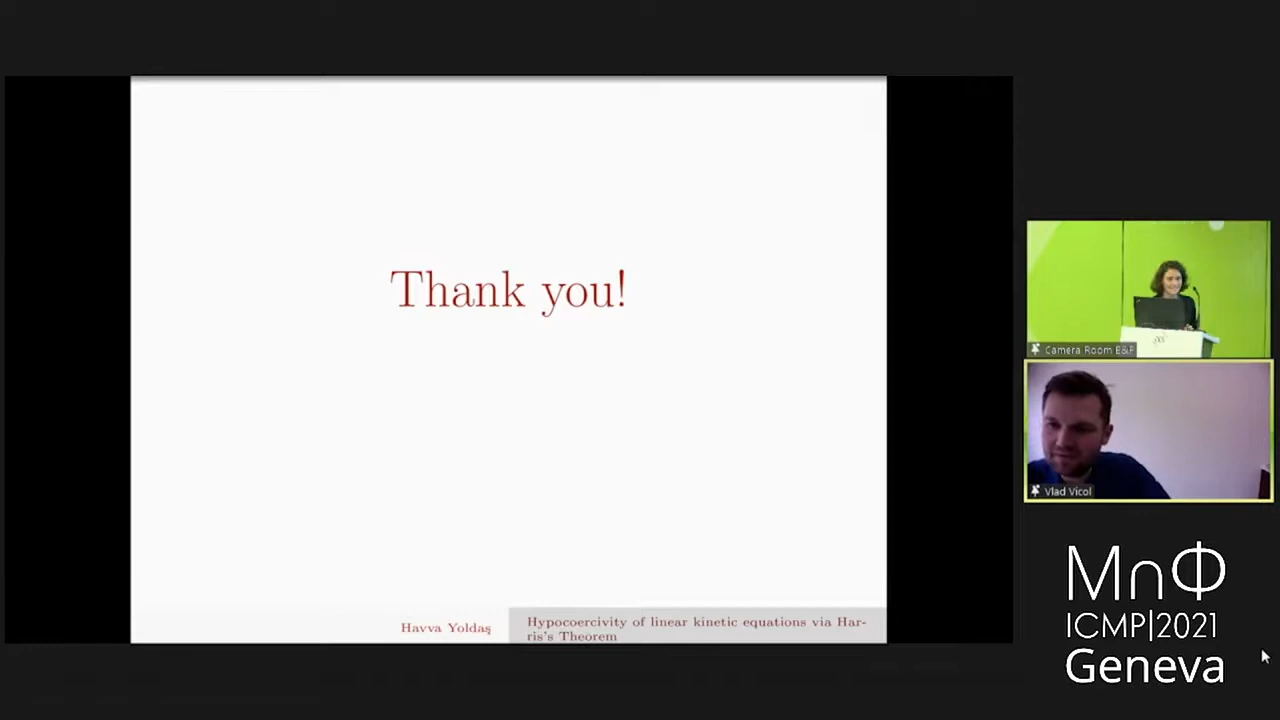 Thank you!
Havva Yoldaş
Hypocoercivity of linear kinetic equations via Har-
ris's Theorem
Camera Room E&F
Vlad Vicol
M∩Φ
ICMP|2021
Geneva